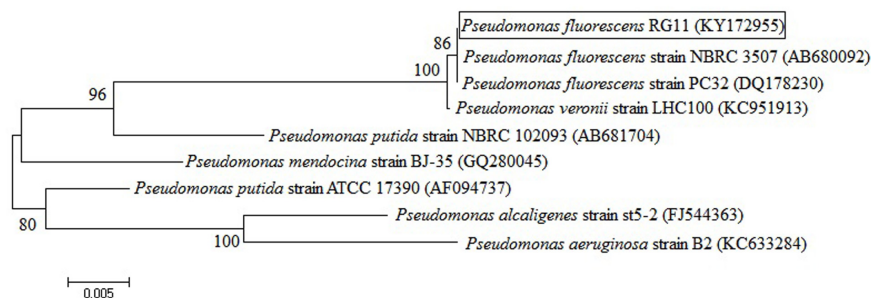 Pseudomonas fluorescens RG11 (KY172955)
86
Pseudomonas fluorescens strain NBRC 3507 (AB680092)
100
Pseudomonas fluorescens strain PC32 (DQ178230)
96
Pseudomonas veronii strain LHC100 (KC951913)
Pseudomonas putida strain NBRC 102093 (AB681704)
Pseudomonas mendocina strain BJ-35 (GQ280045)
Pseudomonas putida strain ATCC 17390 (AF094737)
80
Pseudomonas alcaligenes strain st5-2 (FJ544363)
100
Pseudomonas aeruginosa strain B2 (KC633284)
0.005